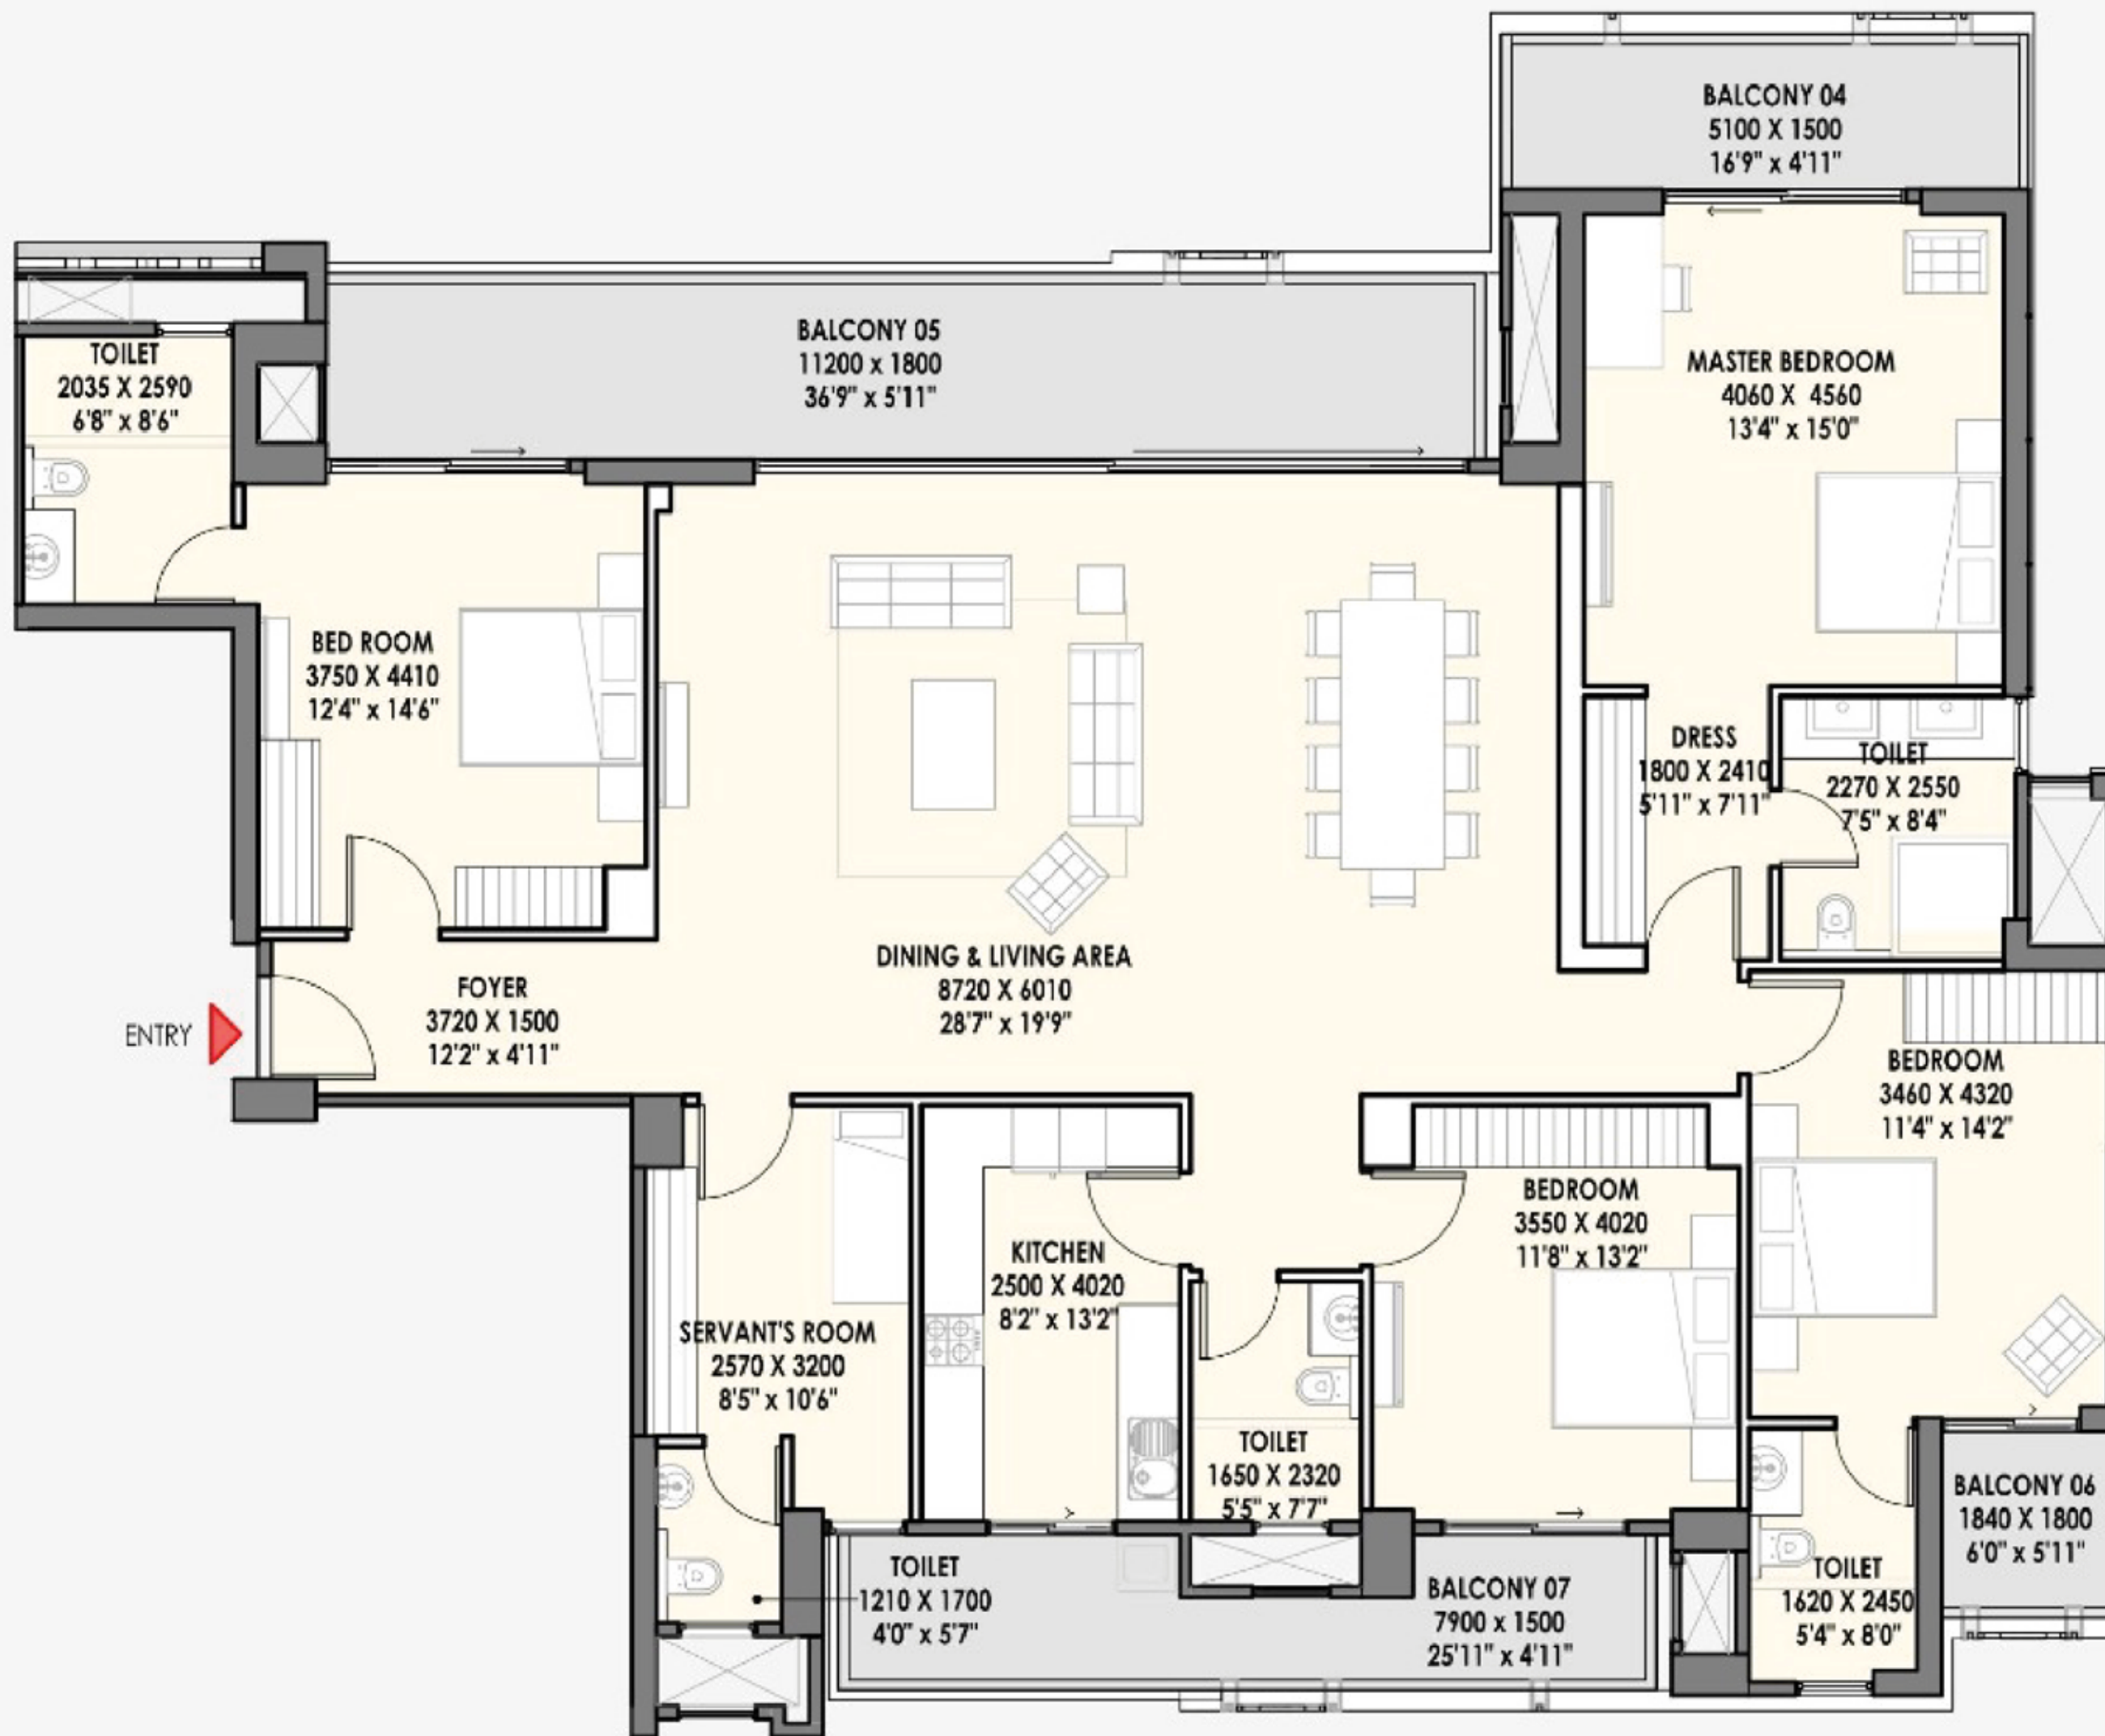 BALCONY 04
5100 X 1500
16'9" x 4'11"
BALCONY 05
11200 x 1800
36'9" x 5'11"
TOILET
2035 X 2590
6'8" x 8'6"
MASTER BEDROOM
4060 X 4560
13'4" x 15'0"
BED ROOM
3750 X 4410
12'4" x 14'6"
DRESS
1800 X 2410
5'11" x 7'11"
TOILET
2270 X 2550
7'5" x 8'4"
DINING & LIVING AREA
8720 X 6010
28'7" x 19'9"
FOYER
3720 X 1500
12'2" x 4'11"
ENTRY
BEDROOM
3460 X 4320
11'4" x 14'2"
BEDROOM
3550 X 4020
11'8" x 13'2"
KITCHEN
2500 X 4020
8'2" x 13'2"
SERVANT'S ROOM
2570 X 3200
8'5" x 10'6"
TOILET
1650 X 2320
5'5" x 7'7"
BALCONY 06
1840 X 1800
6'0" x 5'11"
TOILET
1210 X 1700
4'0" x 5'7"
BALCONY 07
7900 x 1500
25'11" x 4'11"
TOILET
1620 X 2450
5'4" x 8'0"